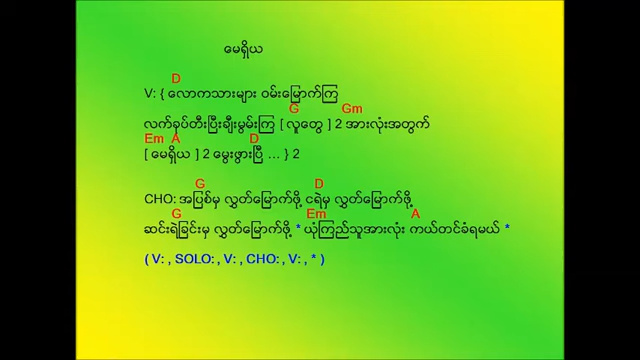 မေရှိယ
D
V: { လောကသားများ ဝမ်းမြောက်ကြ
G Gm
လက်ခုပ်တီးပြီးချီးမွမ်းကြ [ လူတွေ ] 2 အားလုံးအတွက်
Em A D
[ မေရှိယ ] 2 မွေးဖွားပြီ ... } 2
G D
CHO: အပြစ်မှ လွတ်မြောက်ဖို့ ငရဲမှ လွှတ်မြောက်ဖို့
G Em A
ဆင်းရဲခြင်းမှ လွှတ်မြောက်ဖို့ * ယုံကြည်သူအားလုံး ကယ်တင်ခံရမယ် *
( V: , SOLO: , V: , CHO: , V: , * )